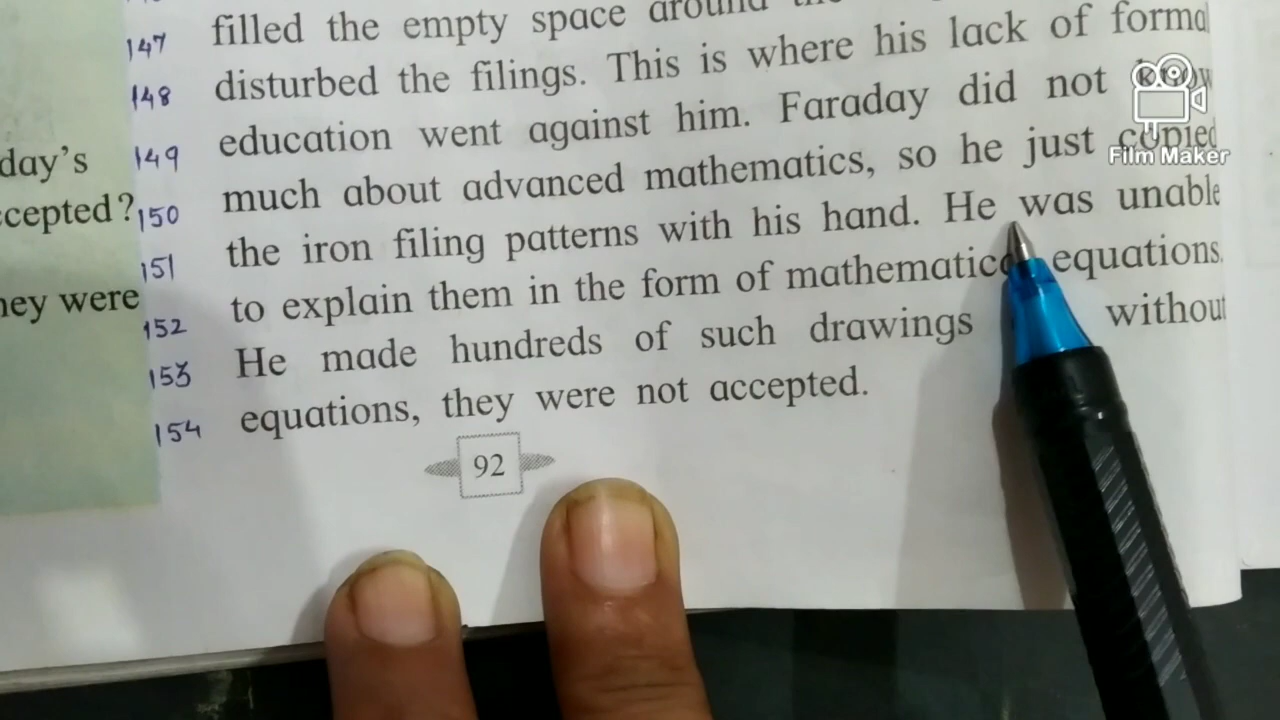 147 filled the empty space around
148 disturbed the filings. This is where his lack of forma
day's 149 education went against him. Faraday did not know
ccepted? 150 much about advanced mathematics, so he just copied
151 the iron filing patterns with his hand. He was unable
hey were 152 to explain them in the form of mathematical equations.
153 He made hundreds of such drawings without
154 equations, they were not accepted.
92
Film Maker